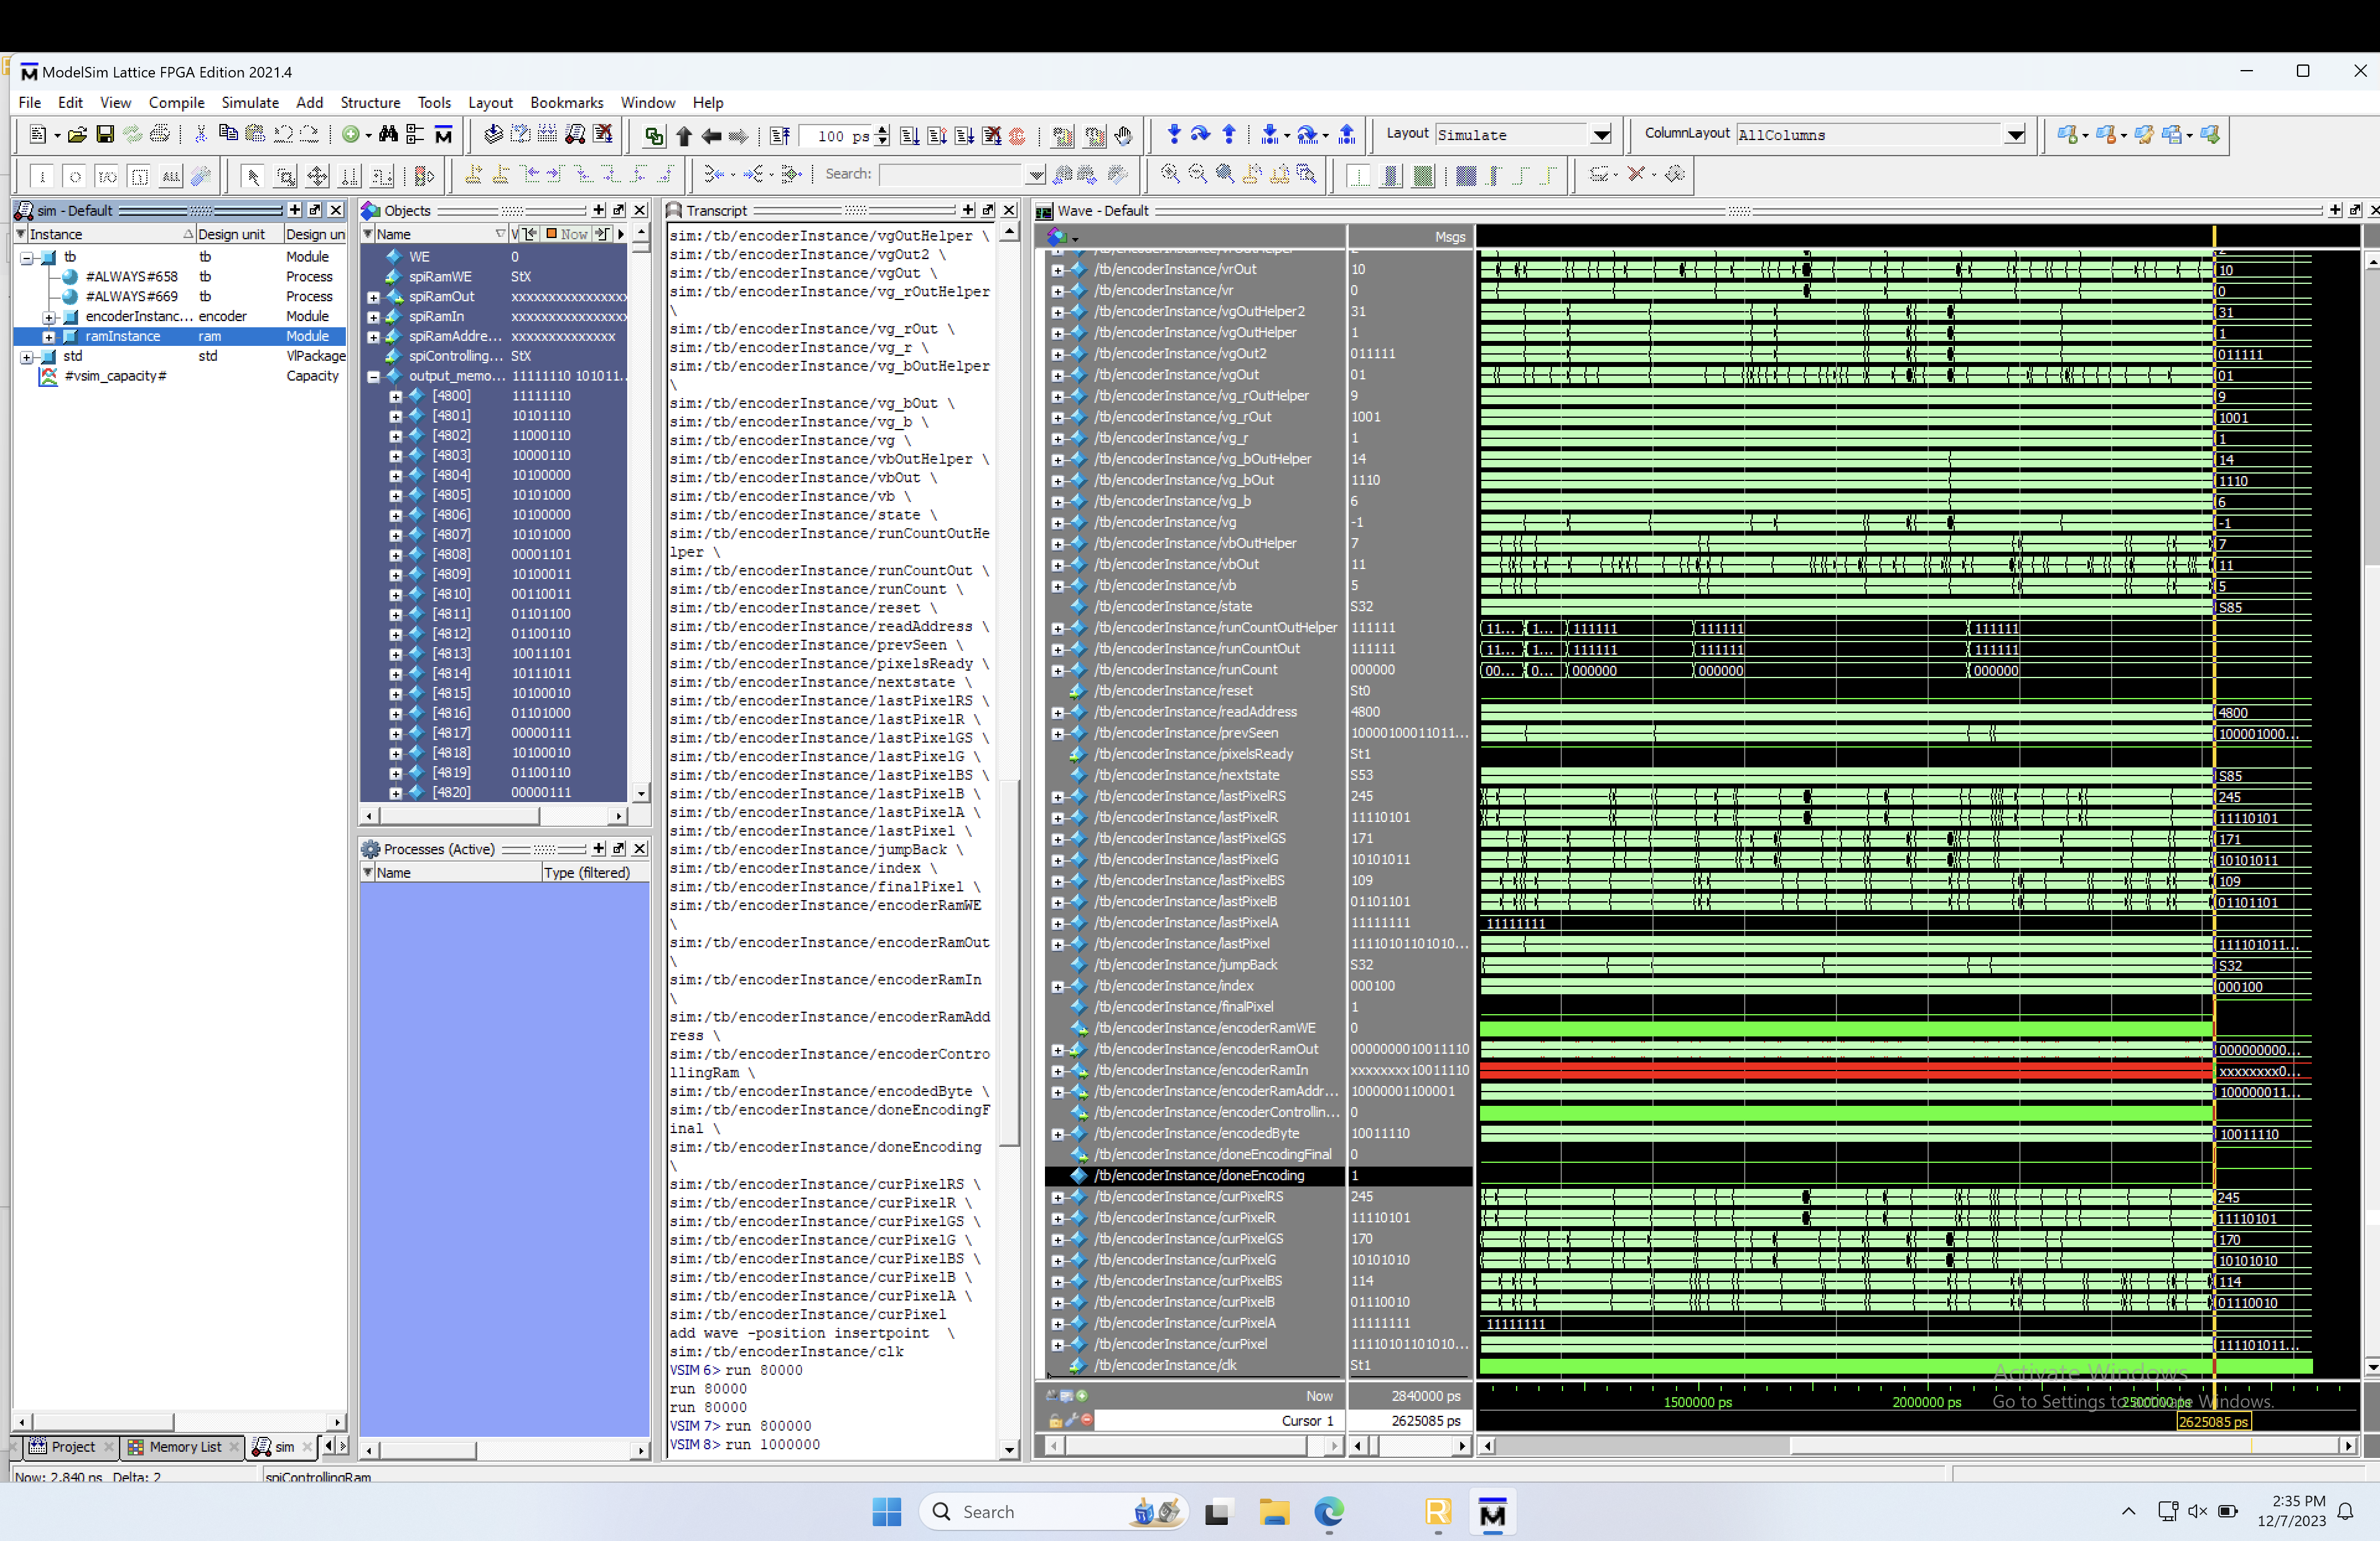 ModelSim Lattice FPGA Edition 2021.4
File Edit View Compile Simulate Add Structure Tools Layout Bookmarks Window Help
100 ps
Layout Simulate
ColumnLayout AllColumns
Search:
sim - Default
Instance Design unit Design un
tb tb Module
#ALWAYS#658 tb Process
#ALWAYS#669 tb Process
encoderInstanc... encoder Module
ramInstance ram Module
std std VlPackage
#vsim_capacity# Capacity
Project Memory List sim
Objects
Name Now
WE 0
spiRamWE StX
spiRamOut xxxxxxxxxxxxxxxx
spiRamIn xxxxxxxxxxxxxxxx
spiRamAddre... xxxxxxxxxxxxxx
spiControlling... StX
output_memo... 11111110 101011...
[4800] 11111110
[4801] 10101110
[4802] 11000110
[4803] 10000110
[4804] 10100000
[4805] 10101000
[4806] 10100000
[4807] 10101000
[4808] 00001101
[4809] 10100011
[4810] 00110011
[4811] 01101100
[4812] 01100110
[4813] 10011101
[4814] 10111011
[4815] 10100010
[4816] 01101000
[4817] 00000111
[4818] 10100010
[4819] 01100110
[4820] 00000111
Processes (Active)
Name Type (filtered)
Transcript
sim:/tb/encoderInstance/vgOutHelper \
sim:/tb/encoderInstance/vgOut2 \
sim:/tb/encoderInstance/vgOut \
sim:/tb/encoderInstance/vg_rOutHelper
\
sim:/tb/encoderInstance/vg_rOut \
sim:/tb/encoderInstance/vg_r \
sim:/tb/encoderInstance/vg_bOutHelper
\
sim:/tb/encoderInstance/vg_bOut \
sim:/tb/encoderInstance/vg_b \
sim:/tb/encoderInstance/vg \
sim:/tb/encoderInstance/vbOutHelper \
sim:/tb/encoderInstance/vbOut \
sim:/tb/encoderInstance/vb \
sim:/tb/encoderInstance/state \
sim:/tb/encoderInstance/runCountOutHe
lper \
sim:/tb/encoderInstance/runCountOut \
sim:/tb/encoderInstance/runCount \
sim:/tb/encoderInstance/reset \
sim:/tb/encoderInstance/readAddress \
sim:/tb/encoderInstance/prevSeen \
sim:/tb/encoderInstance/pixelsReady \
sim:/tb/encoderInstance/nextstate \
sim:/tb/encoderInstance/lastPixelRS \
sim:/tb/encoderInstance/lastPixelR \
sim:/tb/encoderInstance/lastPixelGS \
sim:/tb/encoderInstance/lastPixelG \
sim:/tb/encoderInstance/lastPixelBS \
sim:/tb/encoderInstance/lastPixelB \
sim:/tb/encoderInstance/lastPixelA \
sim:/tb/encoderInstance/lastPixel \
sim:/tb/encoderInstance/jumpBack \
sim:/tb/encoderInstance/index \
sim:/tb/encoderInstance/finalPixel \
sim:/tb/encoderInstance/encoderRamWE
\
sim:/tb/encoderInstance/encoderRamOut
\
sim:/tb/encoderInstance/encoderRamIn
\
sim:/tb/encoderInstance/encoderRamAdd
ress \
sim:/tb/encoderInstance/encoderContro
llingRam \
sim:/tb/encoderInstance/encodedByte \
sim:/tb/encoderInstance/doneEncodingF
inal \
sim:/tb/encoderInstance/doneEncoding
\
sim:/tb/encoderInstance/curPixelRS \
sim:/tb/encoderInstance/curPixelR \
sim:/tb/encoderInstance/curPixelGS \
sim:/tb/encoderInstance/curPixelG \
sim:/tb/encoderInstance/curPixelBS \
sim:/tb/encoderInstance/curPixelB \
sim:/tb/encoderInstance/curPixelA \
sim:/tb/encoderInstance/curPixel
add wave -position insertpoint \
sim:/tb/encoderInstance/clk
VSIM 6> run 80000
run 80000
run 80000
VSIM 7> run 800000
VSIM 8> run 1000000
Wave - Default
Msgs
/tb/encoderInstance/vrOut 10 10
/tb/encoderInstance/vr 0 0
/tb/encoderInstance/vgOutHelper2 31 31
/tb/encoderInstance/vgOutHelper 1 1
/tb/encoderInstance/vgOut2 011111 011111
/tb/encoderInstance/vgOut 01 01
/tb/encoderInstance/vg_rOutHelper 9 9
/tb/encoderInstance/vg_rOut 1001 1001
/tb/encoderInstance/vg_r 1 1
/tb/encoderInstance/vg_bOutHelper 14 14
/tb/encoderInstance/vg_bOut 1110 1110
/tb/encoderInstance/vg_b 6 6
/tb/encoderInstance/vg -1 -1
/tb/encoderInstance/vbOutHelper 7 7
/tb/encoderInstance/vbOut 11 11
/tb/encoderInstance/vb 5 5
/tb/encoderInstance/state S32 S85
/tb/encoderInstance/runCountOutHelper 111111 11... 1... 111111 111111 111111
/tb/encoderInstance/runCountOut 111111 11... 1... 111111 111111 111111
/tb/encoderInstance/runCount 000000 00... 0... 000000 000000 000000
/tb/encoderInstance/reset St0
/tb/encoderInstance/readAddress 4800 4800
/tb/encoderInstance/prevSeen 10000100011011... 100001000...
/tb/encoderInstance/pixelsReady St1
/tb/encoderInstance/nextstate S53 S85
/tb/encoderInstance/lastPixelRS 245 245
/tb/encoderInstance/lastPixelR 11110101 11110101
/tb/encoderInstance/lastPixelGS 171 171
/tb/encoderInstance/lastPixelG 10101011 10101011
/tb/encoderInstance/lastPixelBS 109 109
/tb/encoderInstance/lastPixelB 01101101 01101101
/tb/encoderInstance/lastPixelA 11111111 11111111
/tb/encoderInstance/lastPixel 11110101101010... 111101011...
/tb/encoderInstance/jumpBack S32 S32
/tb/encoderInstance/index 000100 000100
/tb/encoderInstance/finalPixel 1
/tb/encoderInstance/encoderRamWE 0
/tb/encoderInstance/encoderRamOut 0000000010011110 000000000...
/tb/encoderInstance/encoderRamIn xxxxxxxx10011110 xxxxxxxx0...
/tb/encoderInstance/encoderRamAddr... 10000001100001 100000011...
/tb/encoderInstance/encoderControllin... 0
/tb/encoderInstance/encodedByte 10011110 10011110
/tb/encoderInstance/doneEncodingFinal 0
/tb/encoderInstance/doneEncoding 1
/tb/encoderInstance/curPixelRS 245 245
/tb/encoderInstance/curPixelR 11110101 11110101
/tb/encoderInstance/curPixelGS 170 170
/tb/encoderInstance/curPixelG 10101010 10101010
/tb/encoderInstance/curPixelBS 114 114
/tb/encoderInstance/curPixelB 01110010 01110010
/tb/encoderInstance/curPixelA 11111111 11111111
/tb/encoderInstance/curPixel 11110101101010... 111101011...
/tb/encoderInstance/clk St1
Now 2840000 ps 1500000 ps 2000000 ps 2500000 ps
Cursor 1 2625085 ps 2625085 ps
Activate Windows
Go to Settings to activate Windows.
Now: 2,840 ns Delta: 2 spiControllingRam
Search
2:35 PM
12/7/2023